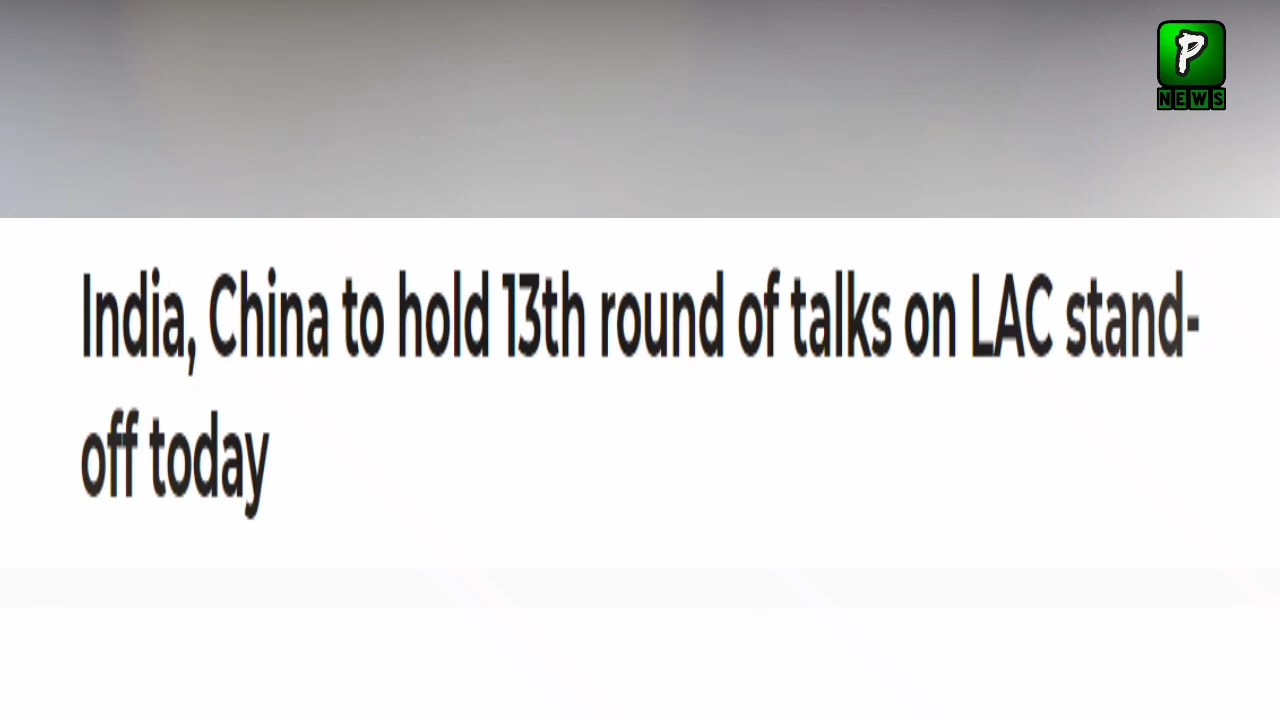 P
NEWS
India, China to hold 13th round of talks on LAC stand-
off today